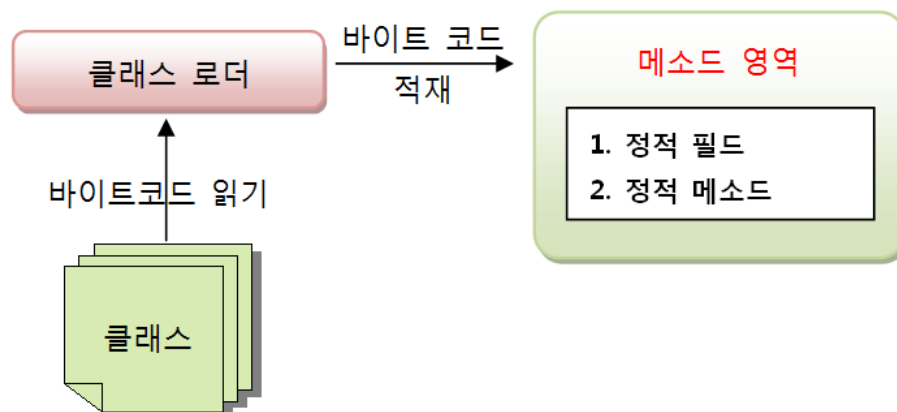 클래스 로더
바이트 코드
적재
메소드 영역
1. 정적 필드
2. 정적 메소드
바이트코드 읽기
클래스